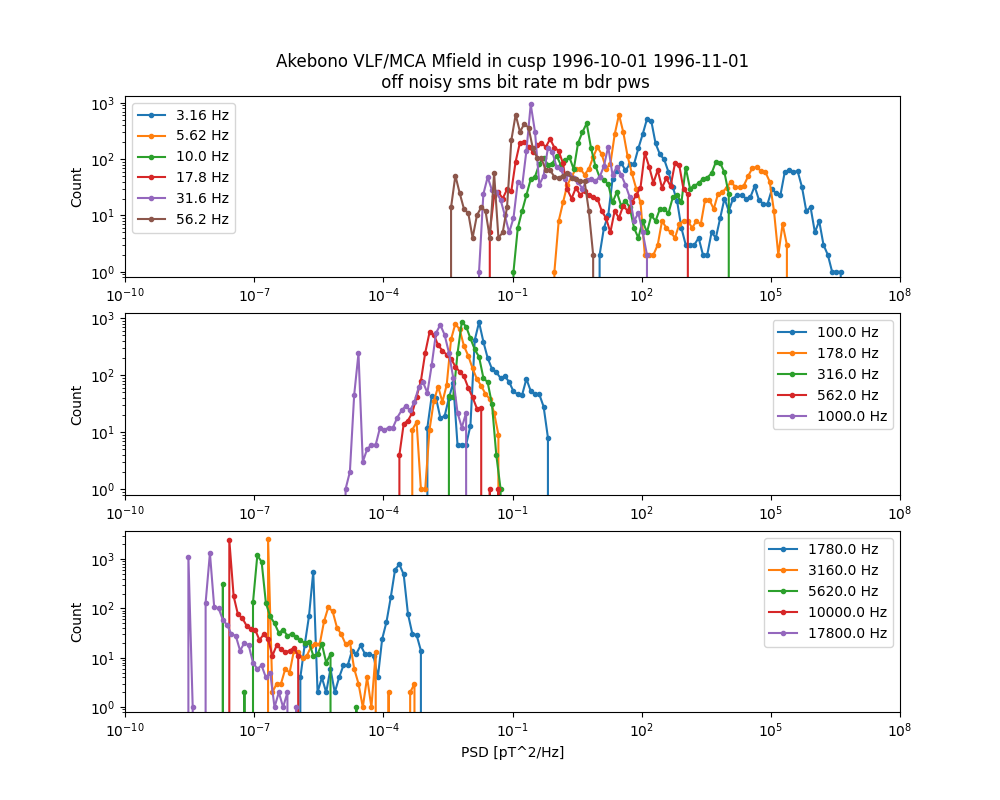 Akebono VLF/MCA Mfield in cusp 1996-10-01 1996-11-01
off noisy sms bit rate m bdr pws
10^3
10^2
10^1
10^0
Count
3.16 Hz
5.62 Hz
10.0 Hz
17.8 Hz
31.6 Hz
56.2 Hz
10^-10 10^-7 10^-4 10^-1 10^2 10^5 10^8
10^3
10^2
10^1
10^0
Count
100.0 Hz
178.0 Hz
316.0 Hz
562.0 Hz
1000.0 Hz
10^-10 10^-7 10^-4 10^-1 10^2 10^5 10^8
10^3
10^2
10^1
10^0
Count
1780.0 Hz
3160.0 Hz
5620.0 Hz
10000.0 Hz
17800.0 Hz
10^-10 10^-7 10^-4 10^-1 10^2 10^5 10^8
PSD [pT^2/Hz]